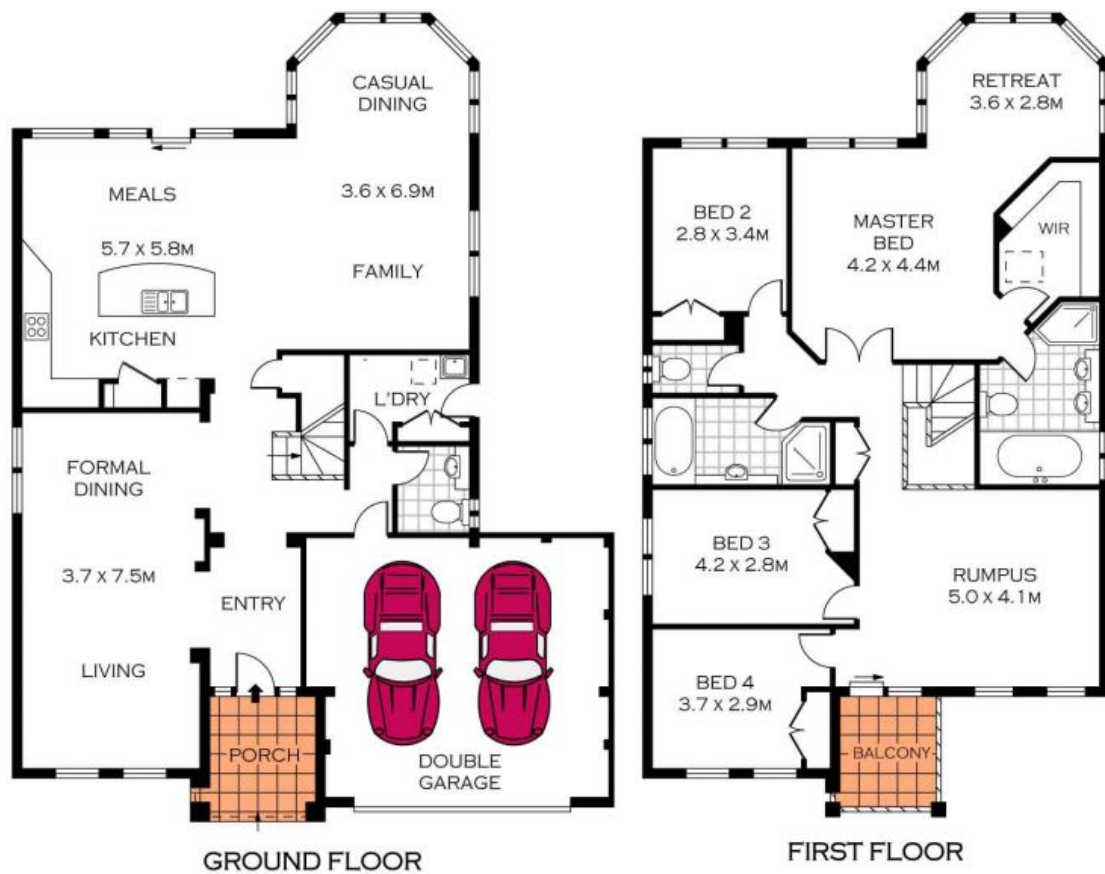 CASUAL
DINING
3.6 X 6.9M
FAMILY
MEALS
5.7 X 5.8M
KITCHEN
L'DRY
FORMAL
DINING
3.7 X 7.5M
LIVING
ENTRY
PORCH
DOUBLE
GARAGE
GROUND FLOOR
RETREAT
3.6 X 2.8M
BED 2
2.8 X 3.4M
MASTER
BED
4.2 X 4.4M
WIR
BED 3
4.2 X 2.8M
RUMPUS
5.0 X 4.1M
BED 4
3.7 X 2.9M
BALCONY
FIRST FLOOR